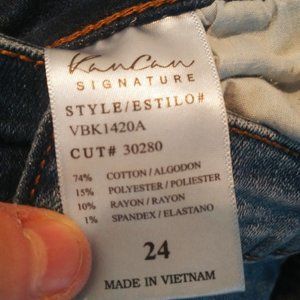 KanCan
SIGNATURE
STYLE/ESTILO#
VBK1420A
CUT# 30280
74% COTTON / ALGODON
15% POLYESTER / POLIESTER
10% RAYON / RAYON
1% SPANDEX / ELASTANO
24
MADE IN VIETNAM